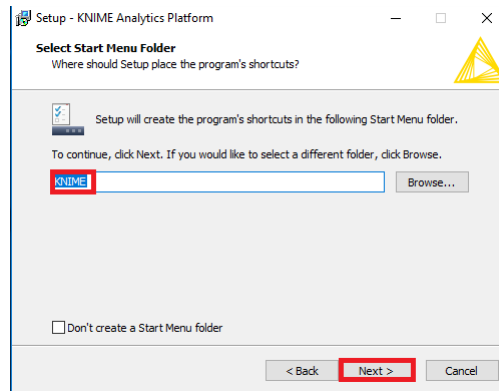 Setup - KNIME Analytics Platform
Select Start Menu Folder
Where should Setup place the program's shortcuts?
Setup will create the program's shortcuts in the following Start Menu folder.
To continue, click Next. If you would like to select a different folder, click Browse.
KNIME
Browse...
Don't create a Start Menu folder
< Back
Next >
Cancel